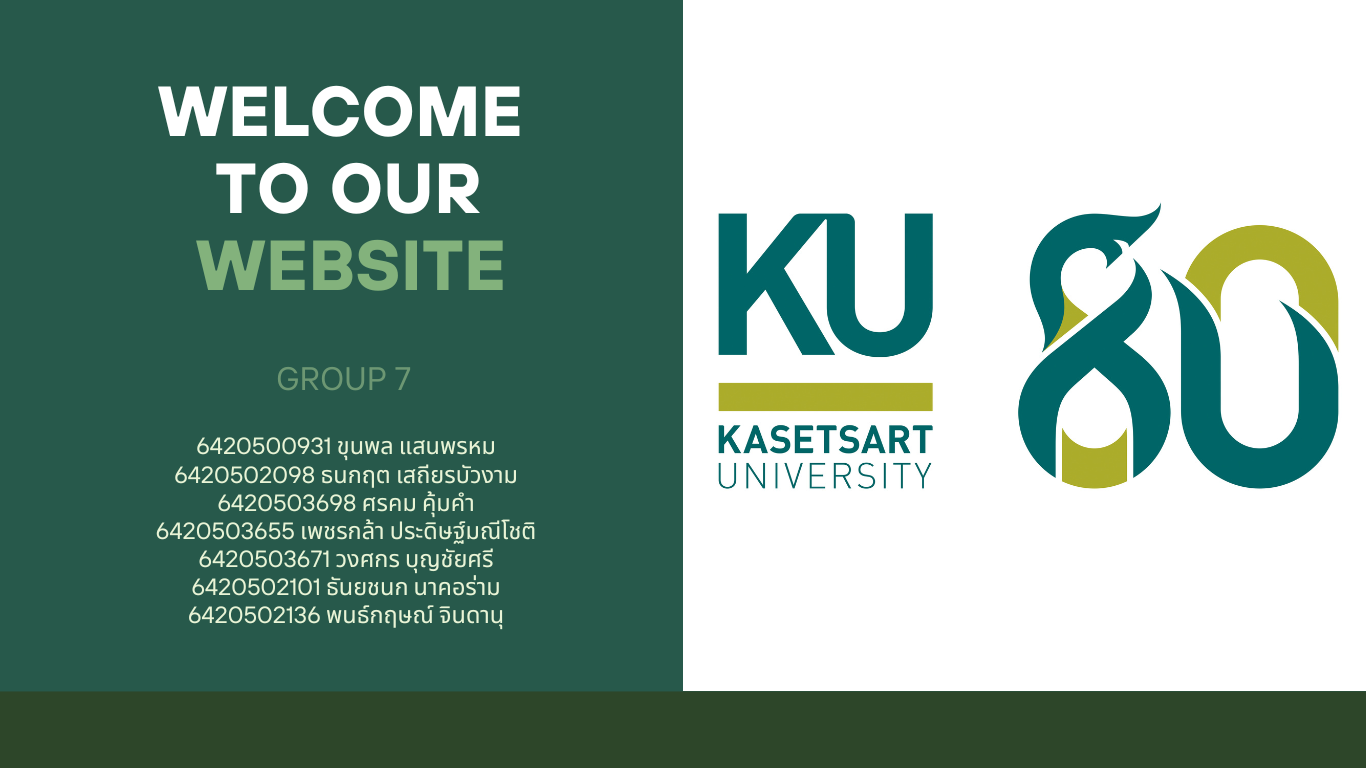 WELCOME
TO OUR
WEBSITE
GROUP 7
6420500931 ขุนพล แสนพรหม
6420502098 ธนกฤต เสถียรบัวงาม
6420503698 ศรคม คุ้มคำ
6420503655 เพชรกล้า ประดิษฐ์มณีโชติ
6420503671 วงศกร บุญชัยศรี
6420502101 ธันยชนก นาคอร่าม
6420502136 พนธ์กฤษณ์ จินดานุ
KU
KASETSART
UNIVERSITY
80